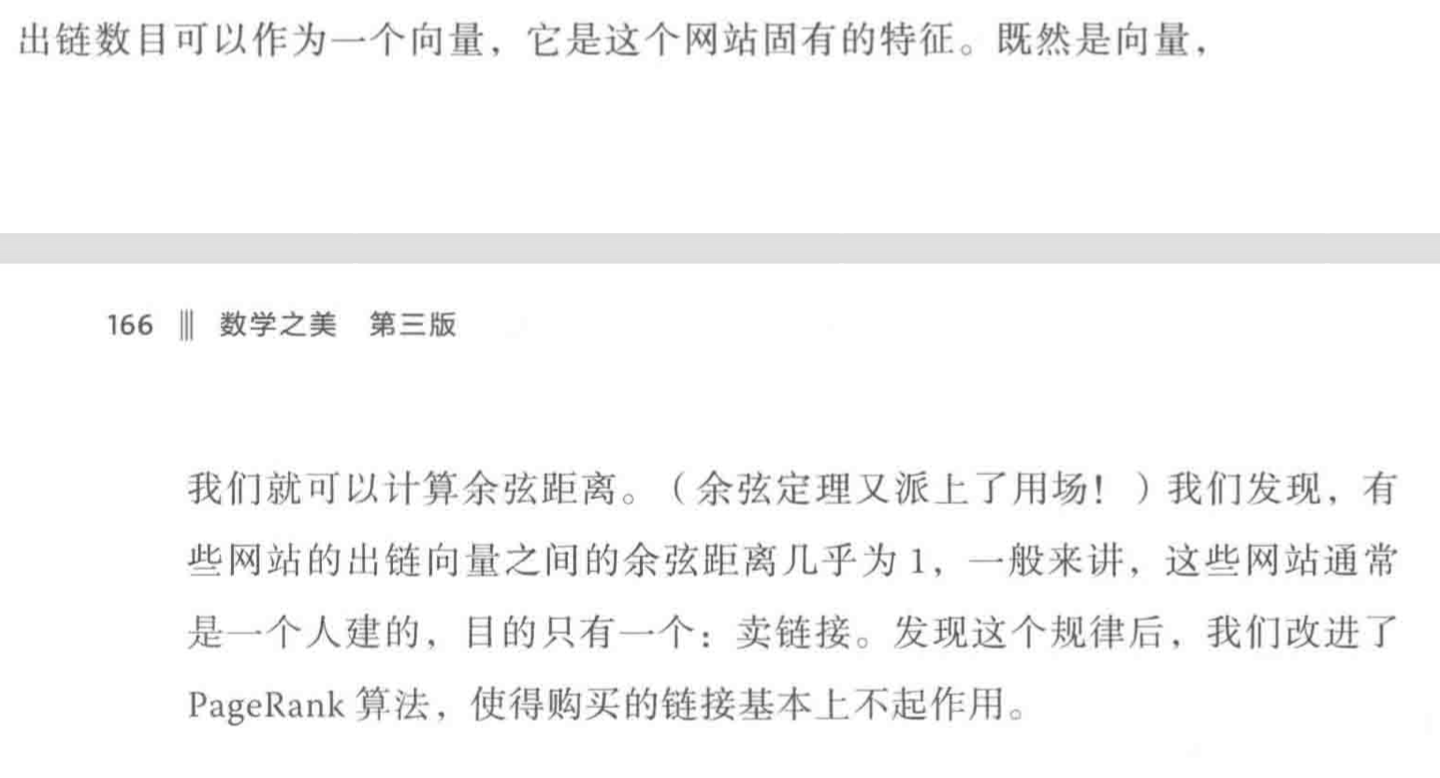 出链数目可以作为一个向量，它是这个网站固有的特征。既然是向量，
166 ||| 数学之美 第三版
我们就可以计算余弦距离。（余弦定理又派上了用场！）我们发现，有
些网站的出链向量之间的余弦距离几乎为 1，一般来讲，这些网站通常
是一个人建的，目的只有一个：卖链接。发现这个规律后，我们改进了
PageRank 算法，使得购买的链接基本上不起作用。